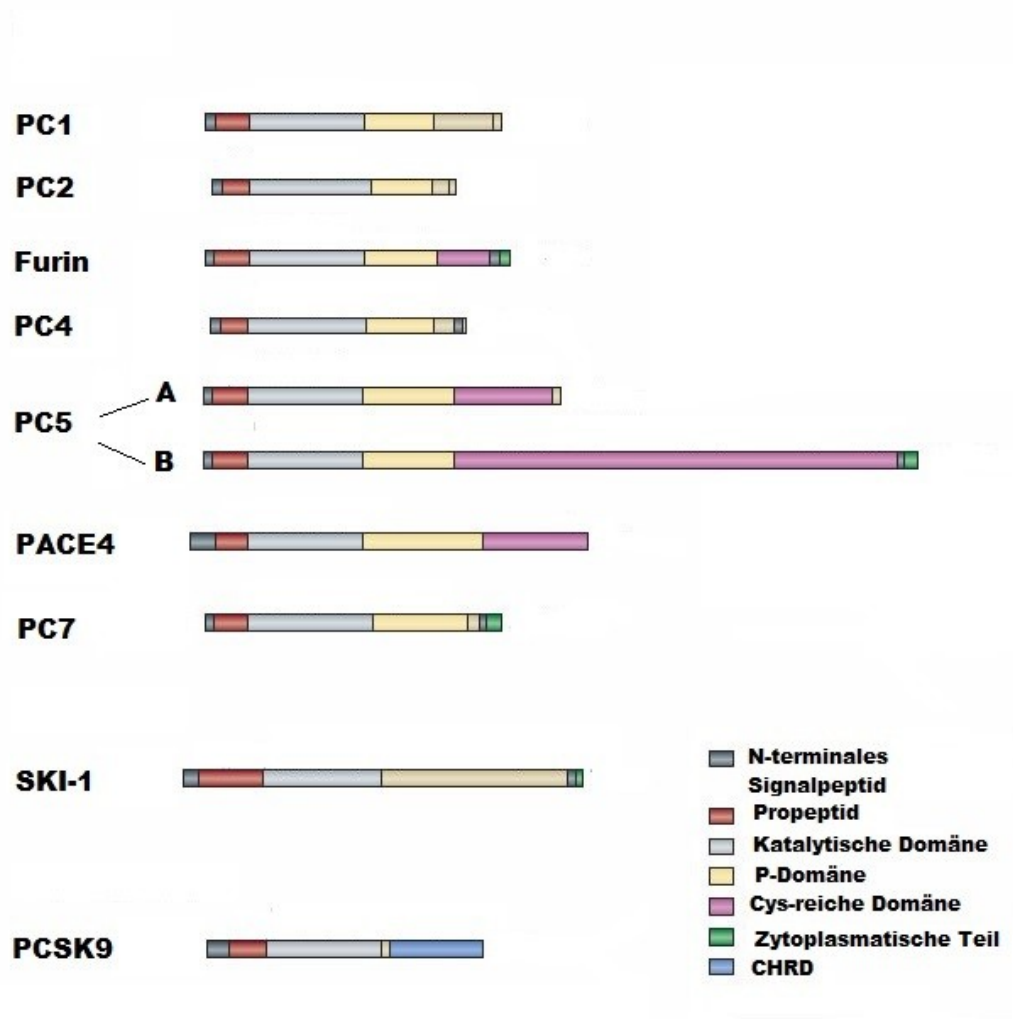 PC1
PC2
Furin
PC4
A
PC5
B
PACE4
PC7
SKI-1
PCSK9
N-terminales
Signalpeptid
Propeptid
Katalytische Domäne
P-Domäne
Cys-reiche Domäne
Zytoplasmatische Teil
CHRD